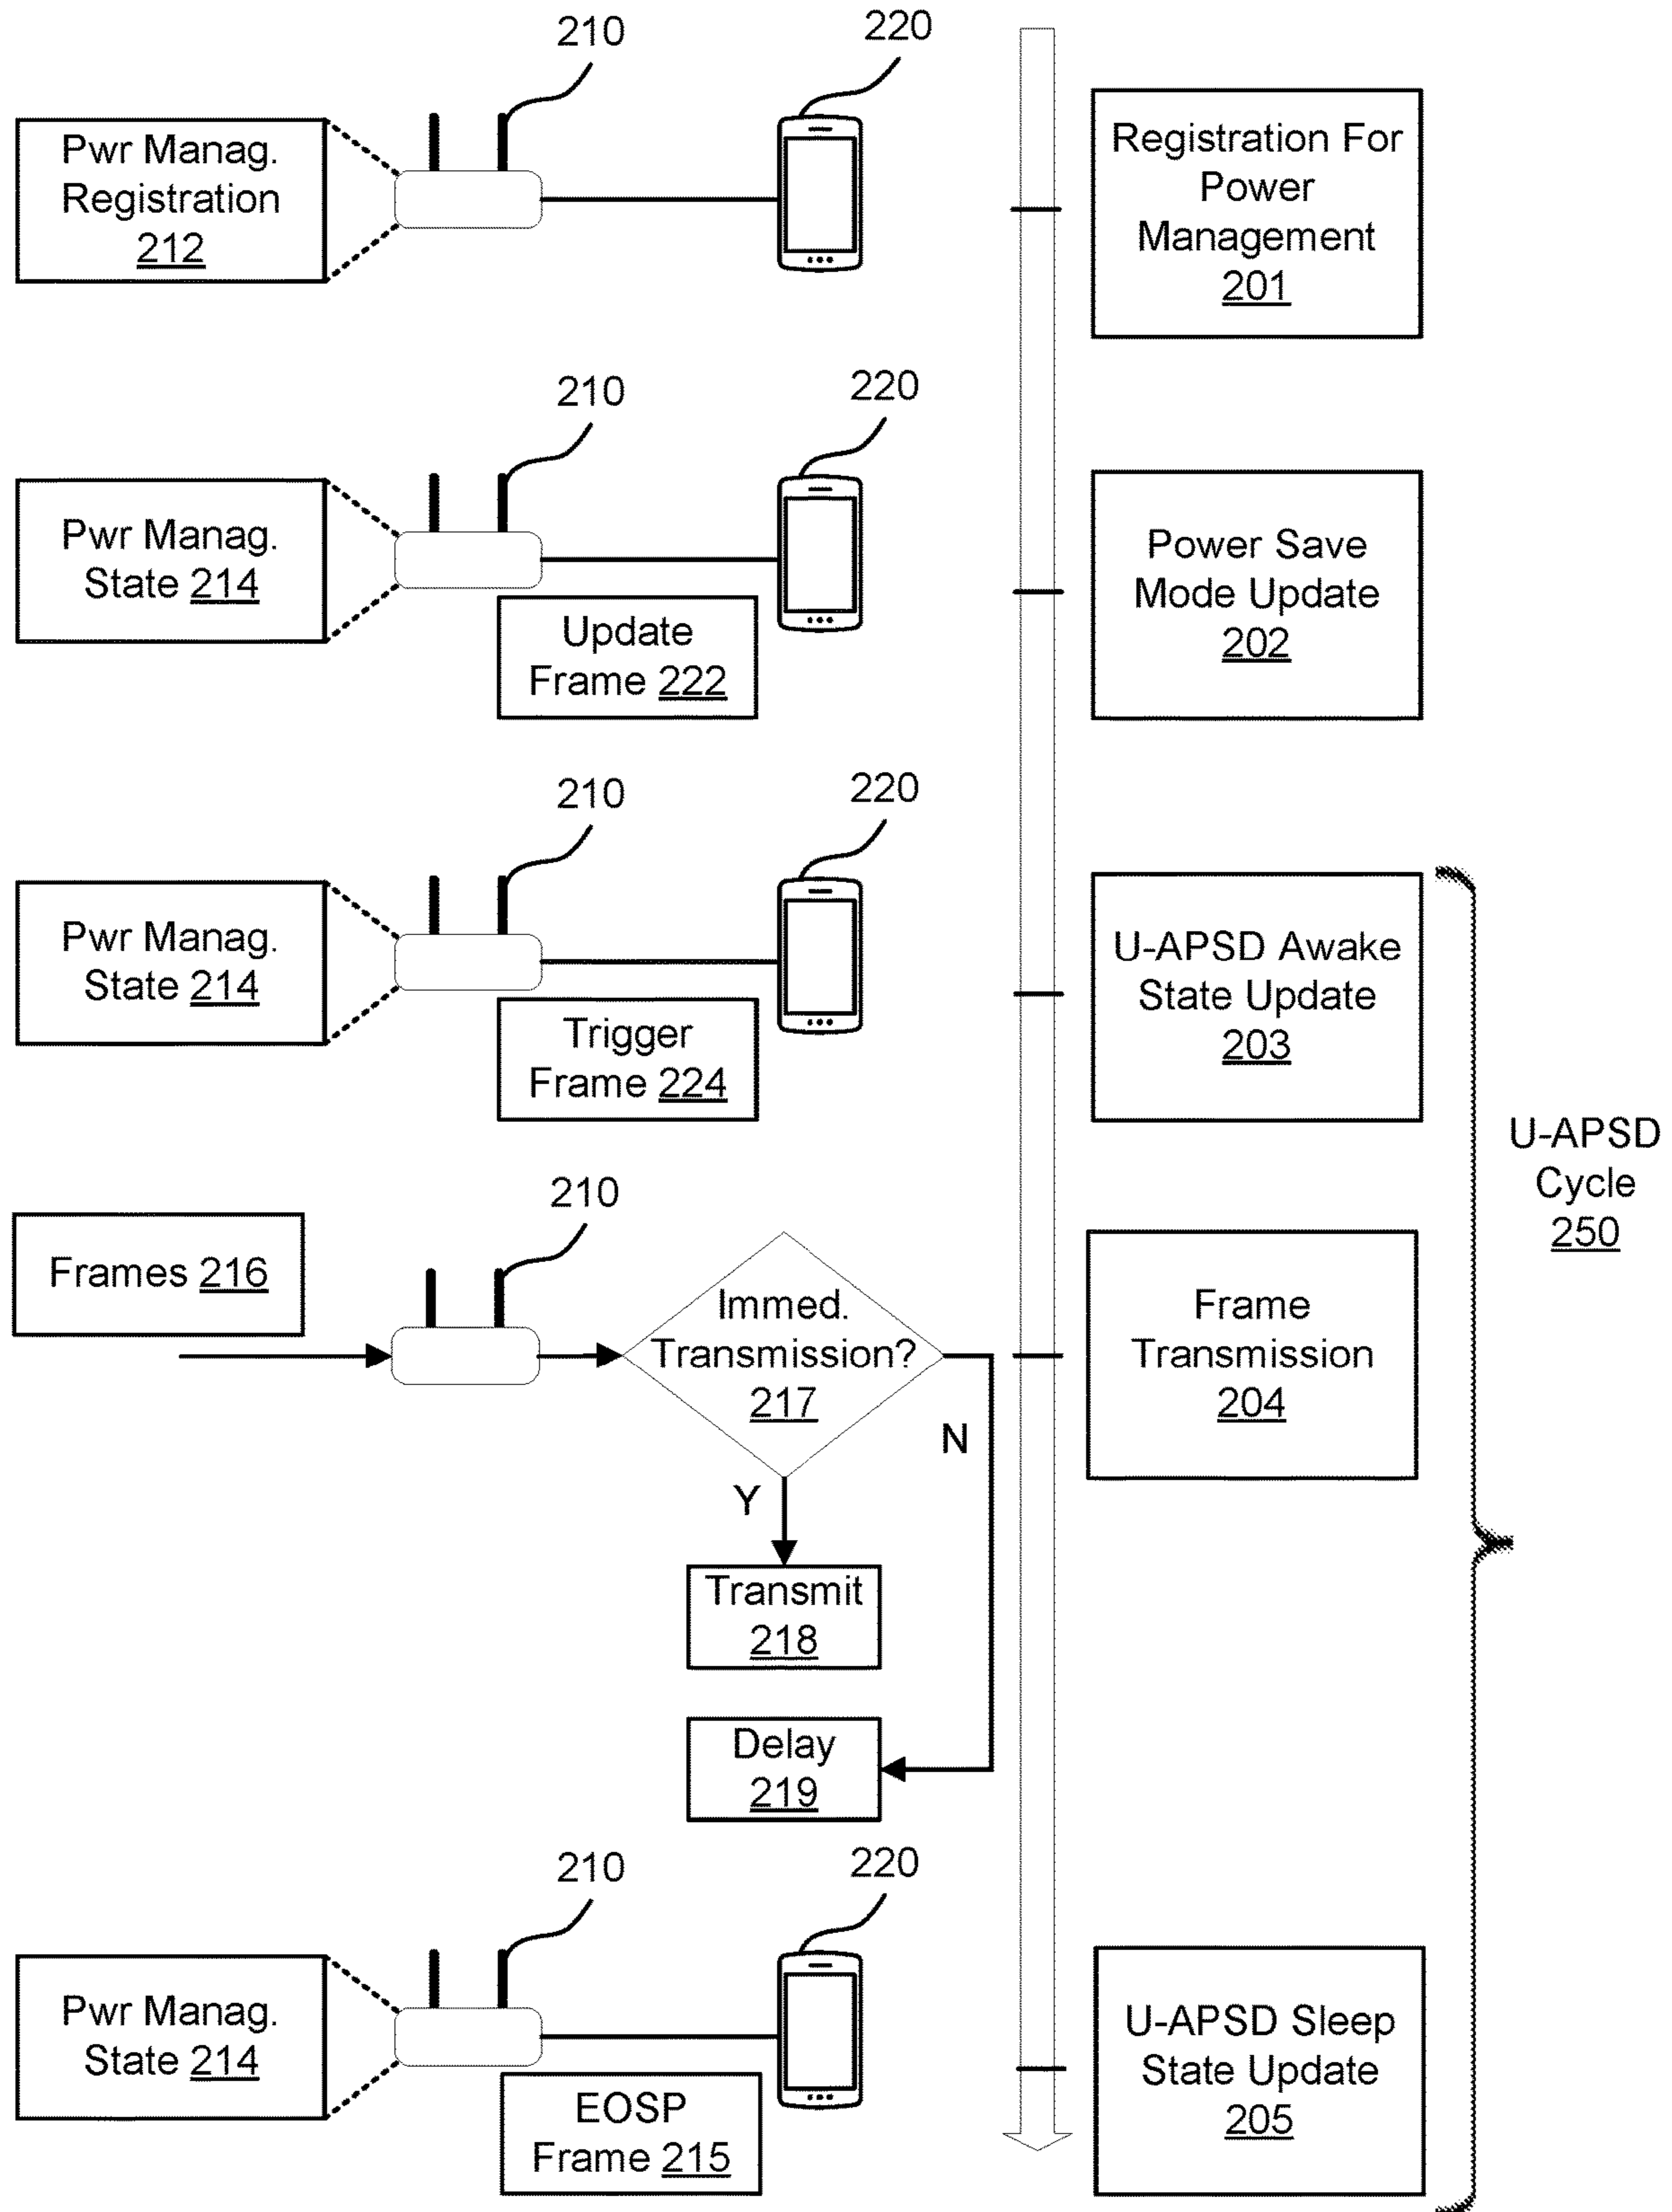 210
220
Pwr Manag.
Registration
212
Registration For
Power
Management
201
210
220
Pwr Manag.
State 214
Update
Frame 222
Power Save
Mode Update
202
210
220
Pwr Manag.
State 214
Trigger
Frame 224
U-APSD Awake
State Update
203
U-APSD
Cycle
250
Frames 216
210
Immed.
Transmission?
217
N
Y
Frame
Transmission
204
Transmit
218
Delay
219
210
220
Pwr Manag.
State 214
EOSP
Frame 215
U-APSD Sleep
State Update
205